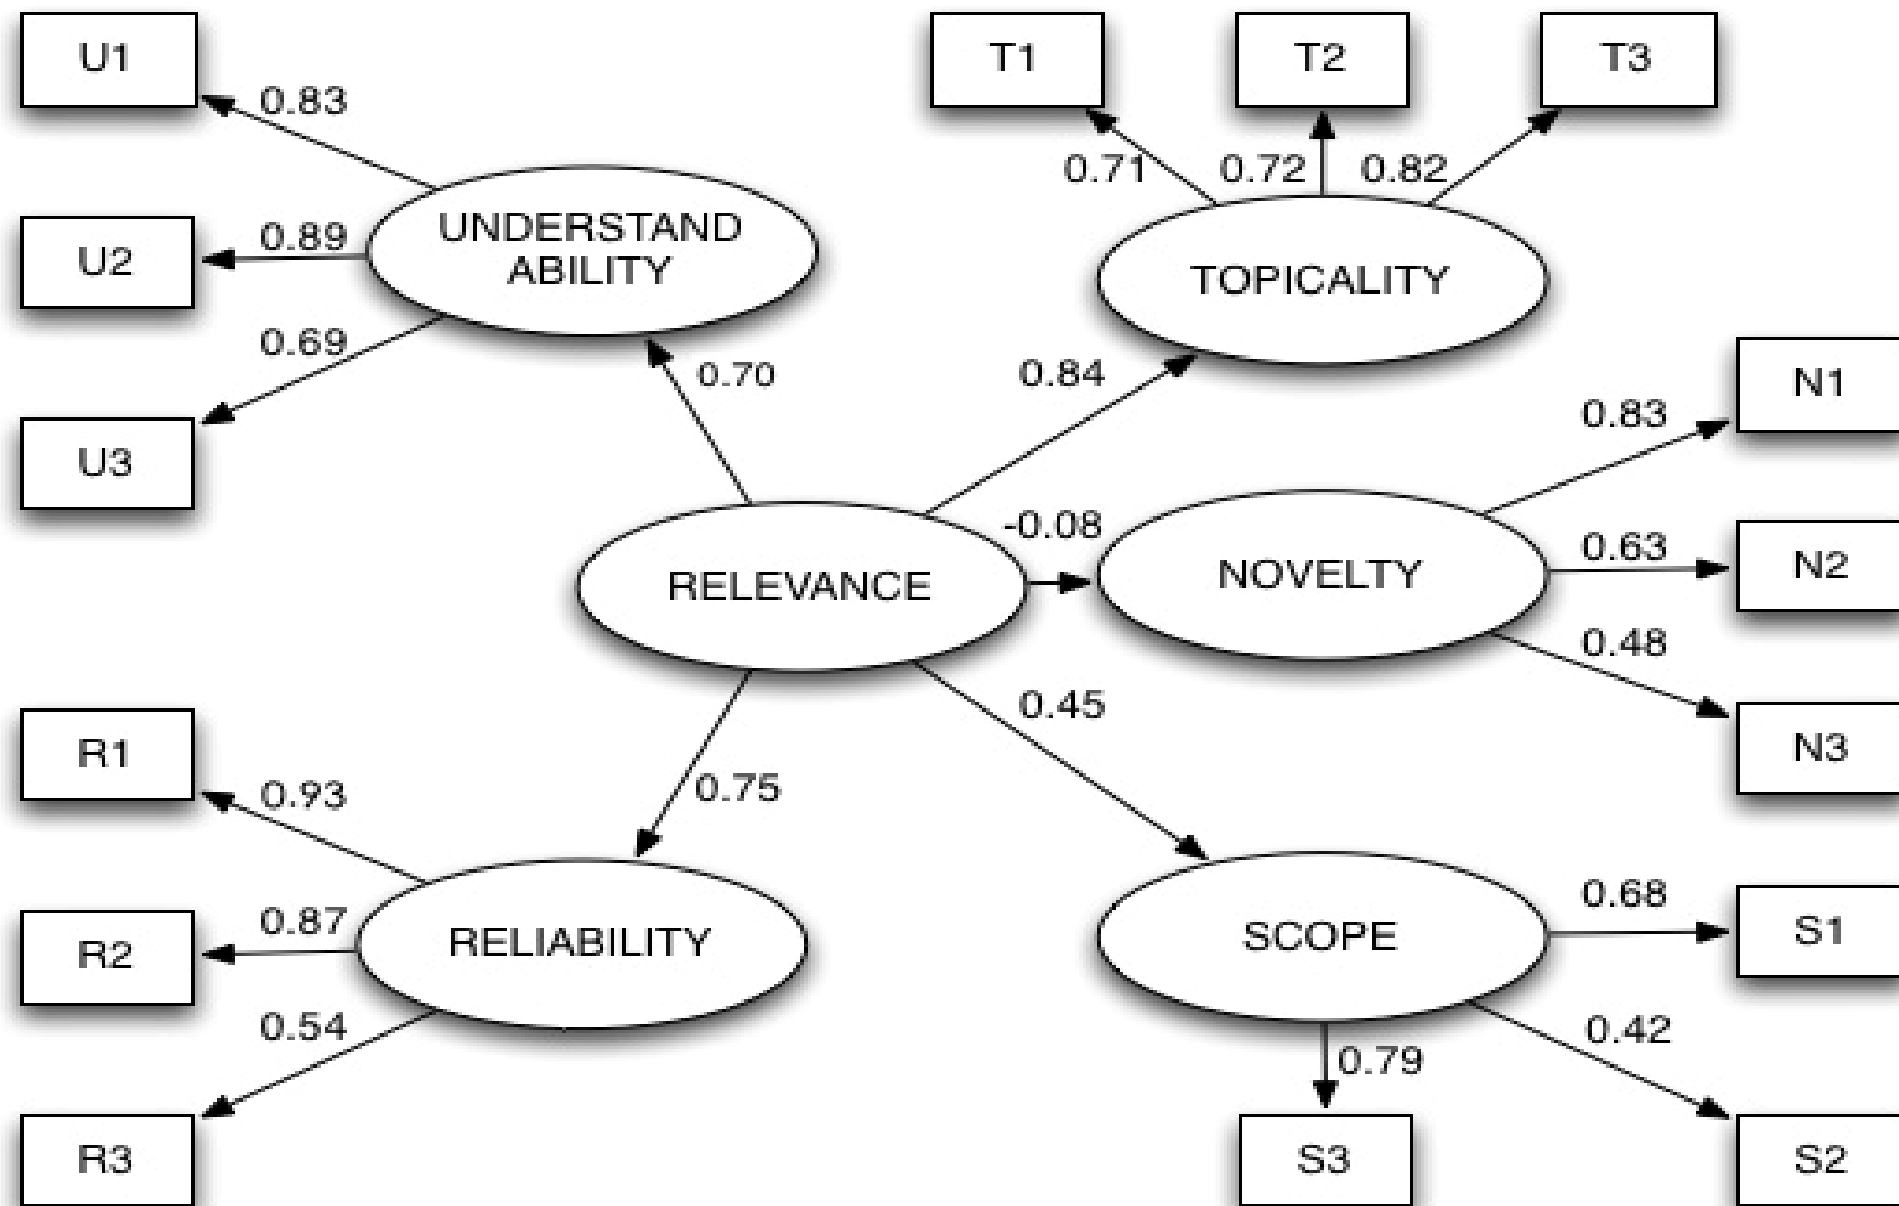 U1
T1
T2
T3
0.83
0.71
0.72
0.82
UNDERSTAND
ABILITY
0.89
U2
TOPICALITY
0.69
0.70
0.84
N1
0.83
U3
-0.08
0.63
N2
RELEVANCE
NOVELTY
0.48
0.45
R1
N3
0.93
0.75
0.87
0.68
R2
RELIABILITY
SCOPE
S1
0.54
0.42
0.79
R3
S3
S2